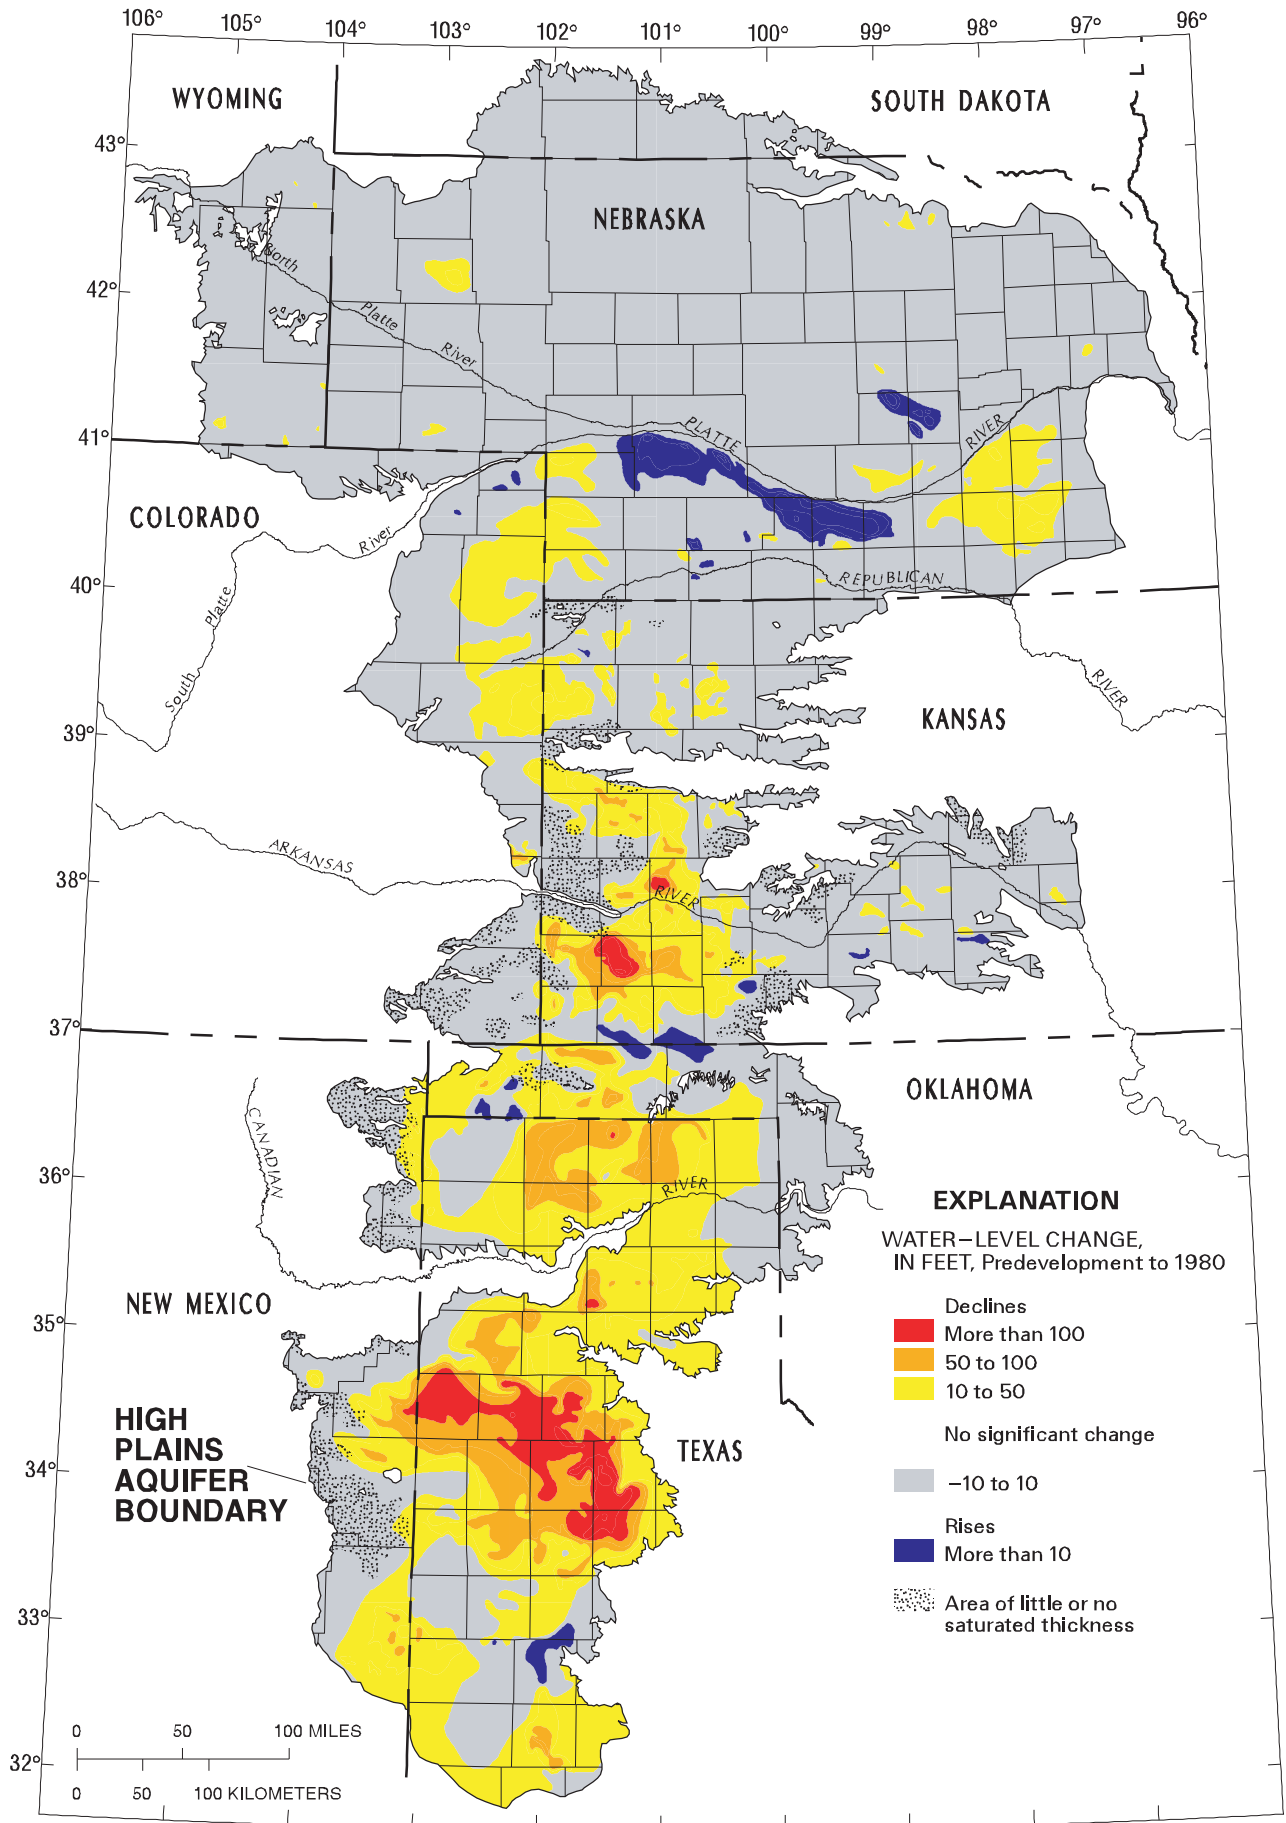 106° 105° 104° 103° 102° 101° 100° 99° 98° 97° 96°
WYOMING
SOUTH DAKOTA
43°
NEBRASKA
North
42°
Platte
River
PLATTE
RIVER
41°
COLORADO
River
40°
REPUBLICAN
Platte
South
RIVER
KANSAS
39°
ARKANSAS
38°
RIVER
37°
OKLAHOMA
CANADIAN
36°
RIVER
EXPLANATION
WATER–LEVEL CHANGE,
IN FEET, Predevelopment to 1980
NEW MEXICO
Declines
35°
More than 100
50 to 100
10 to 50
HIGH
PLAINS
AQUIFER
BOUNDARY
TEXAS
No significant change
34°
–10 to 10
Rises
More than 10
Area of little or no
saturated thickness
33°
0 50 100 MILES
32°
0 50 100 KILOMETERS